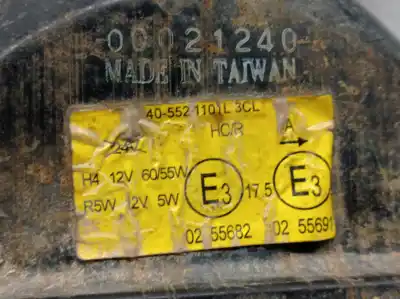 -00021240-
MADE IN TAIWAN
40-552 1101L 3CL
24V HC/R A
H4 12V 60/55W E3 17.5 E3
R5W 12V 5W
02 55682 02 55691